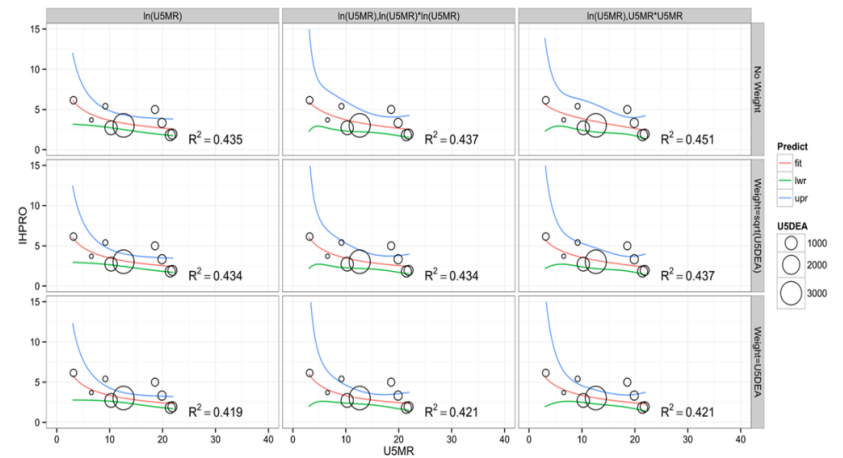 ln(U5MR)
ln(U5MR),ln(U5MR)*ln(U5MR)
ln(U5MR),U5MR*U5MR
15
10
5
0
R² = 0.435
R² = 0.437
R² = 0.451
No Weight
15
10
5
0
R² = 0.434
R² = 0.434
R² = 0.437
Weight=sqrt(U5DEA)
15
10
5
0
R² = 0.419
R² = 0.421
R² = 0.421
Weight=U5DEA
IHPRO
0 10 20 30 40
0 10 20 30 40
0 10 20 30 40
U5MR
Predict
fit
lwr
upr
U5DEA
1000
2000
3000